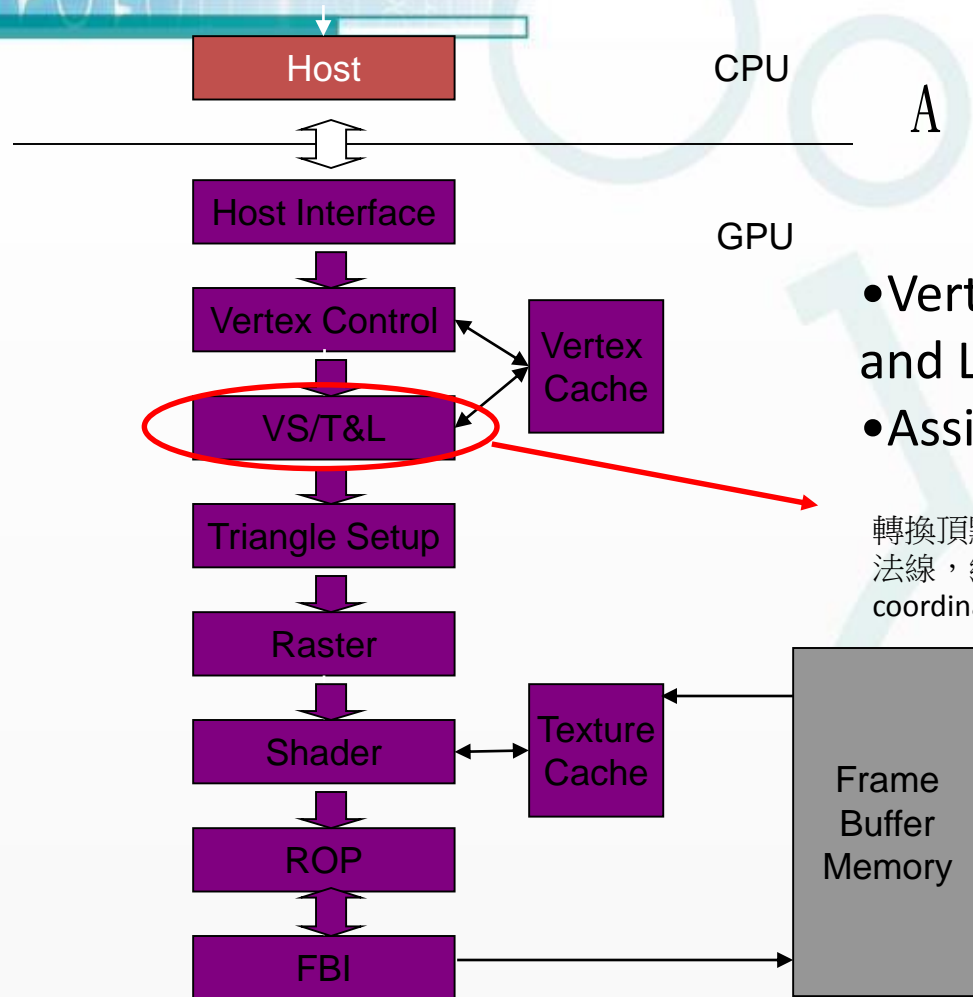 Host
CPU
A
Host Interface
GPU
Vertex Control
Vertex
Cache
•Vert
and L
VS/T&L
•Assi
Triangle Setup
轉換頂
法線，
coordina
Raster
Shader
Texture
Cache
Frame
Buffer
Memory
ROP
FBI